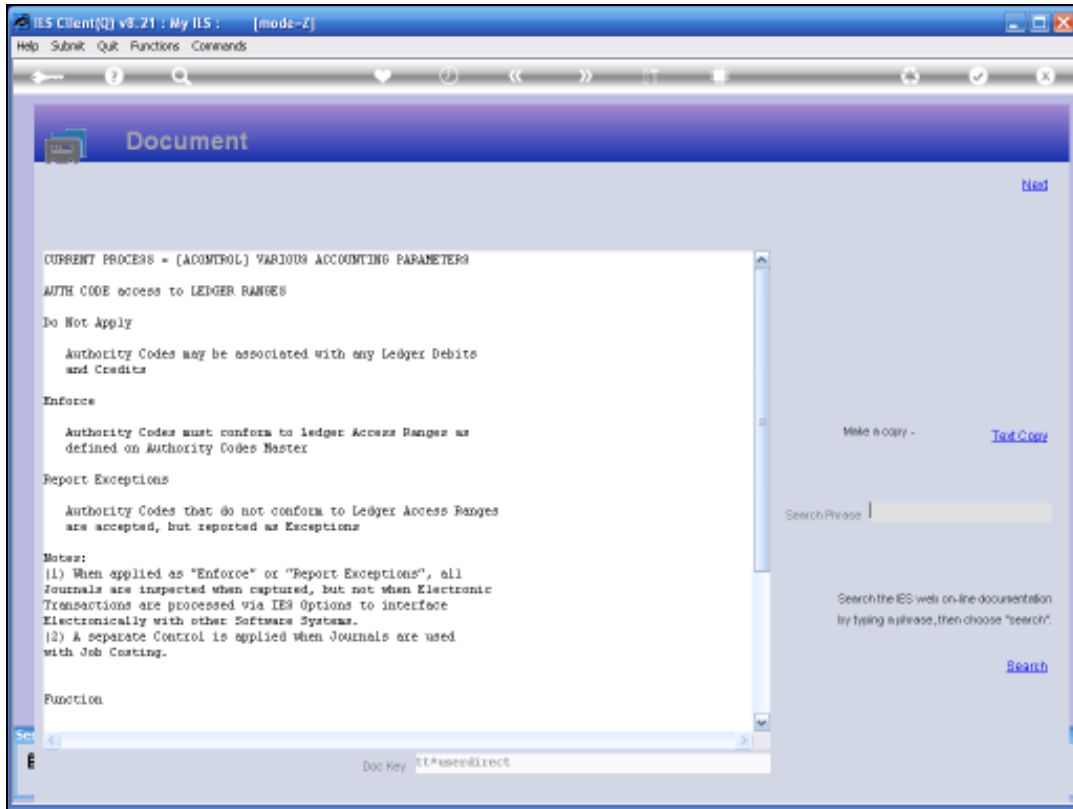 IES Client(Q) v8.21 : My IES : [mode-Z]
Help Submit Quit Functions Commands
Document
Next
CURRENT PROCESS = [ACONTROL] VARIOUS ACCOUNTING PARAMETERS
AUTH CODE access to LEDGER RANGES
Do Not Apply
Authority Codes may be associated with any Ledger Debits
and Credits
Enforce
Authority Codes must conform to ledger Access Ranges as
defined on Authority Codes Master
Report Exceptions
Authority Codes that do not conform to Ledger Access Ranges
are accepted, but reported as Exceptions
Notes:
(1) When applied as "Enforce" or "Report Exceptions", all
Journals are inspected when captured, but not when Electronic
Transactions are processed via IES Options to interface
Electronically with other Software Systems.
(2) A separate Control is applied when Journals are used
with Job Costing.
Function
Make a copy -
Text Copy
Search Phrase
Search the IES web on-line documentation
by typing a phrase, then choose "search".
Search
Doc Key tt*userdirect